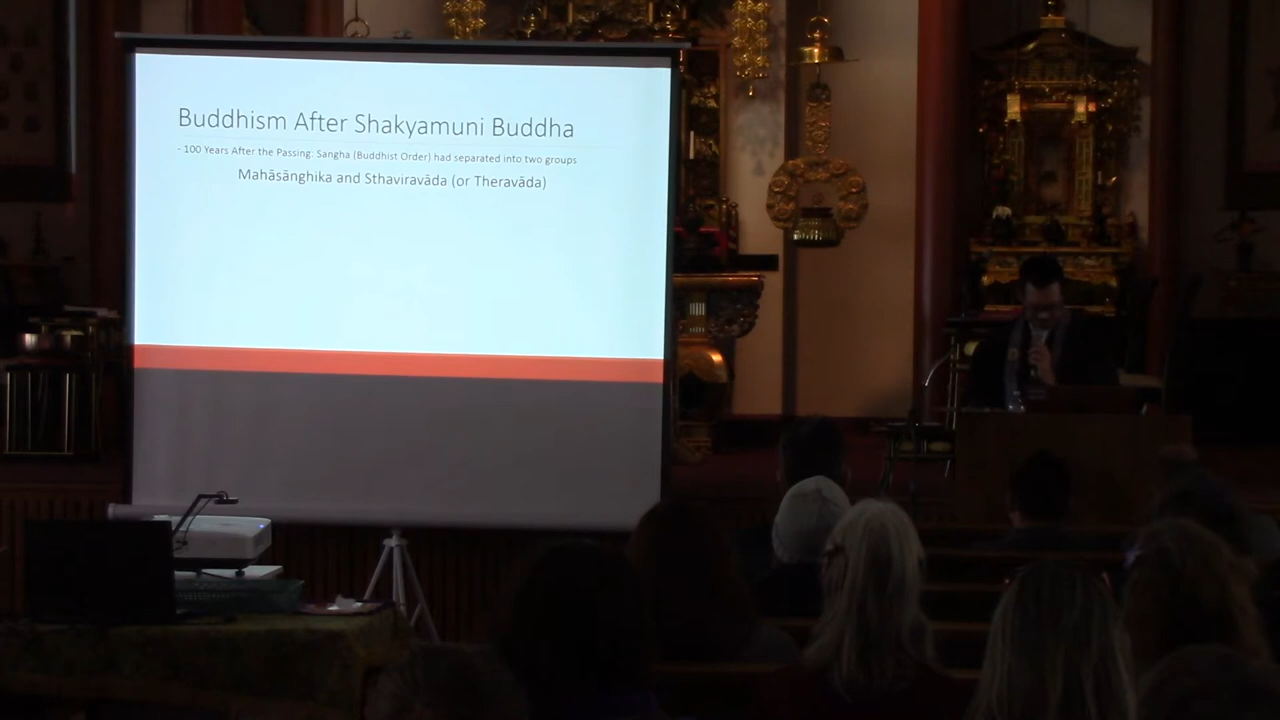 Buddhism After Shakyamuni Buddha
- 100 Years After the Passing: Sangha (Buddhist Order) had separated into two groups
Mahāsānghika and Sthaviravāda (or Theravāda)